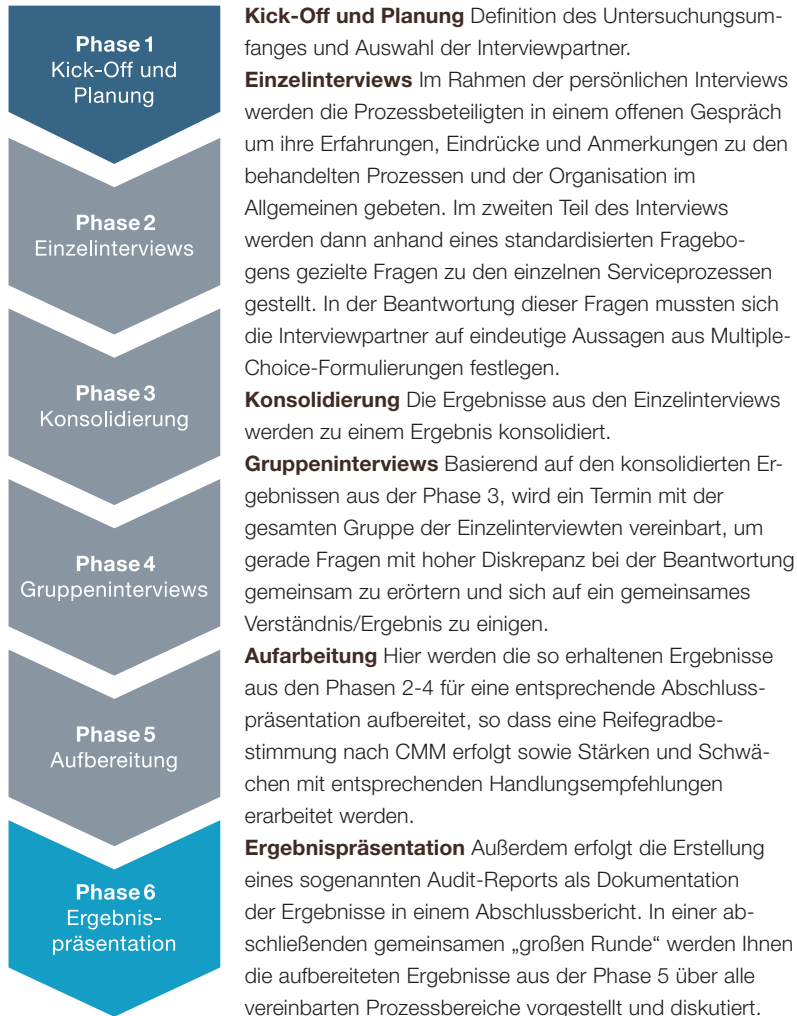 Phase 1
Kick-Off und
Planung
Phase 2
Einzelinterviews
Phase 3
Konsolidierung
Phase 4
Gruppeninterviews
Phase 5
Aufbereitung
Phase 6
Ergebnis-
präsentation
Kick-Off und Planung Definition des Untersuchungsum-
fanges und Auswahl der Interviewpartner.
Einzelinterviews Im Rahmen der persönlichen Interviews
werden die Prozessbeteiligten in einem offenen Gespräch
um ihre Erfahrungen, Eindrücke und Anmerkungen zu den
behandelten Prozessen und der Organisation im
Allgemeinen gebeten. Im zweiten Teil des Interviews
werden dann anhand eines standardisierten Fragebo-
gens gezielte Fragen zu den einzelnen Serviceprozessen
gestellt. In der Beantwortung dieser Fragen mussten sich
die Interviewpartner auf eindeutige Aussagen aus Multiple-
Choice-Formulierungen festlegen.
Konsolidierung Die Ergebnisse aus den Einzelinterviews
werden zu einem Ergebnis konsolidiert.
Gruppeninterviews Basierend auf den konsolidierten Er-
gebnissen aus der Phase 3, wird ein Termin mit der
gesamten Gruppe der Einzelinterviewten vereinbart, um
gerade Fragen mit hoher Diskrepanz bei der Beantwortung
gemeinsam zu erörtern und sich auf ein gemeinsames
Verständnis/Ergebnis zu einigen.
Aufarbeitung Hier werden die so erhaltenen Ergebnisse
aus den Phasen 2-4 für eine entsprechende Abschluss-
präsentation aufbereitet, so dass eine Reifegradbe-
stimmung nach CMM erfolgt sowie Stärken und Schwä-
chen mit entsprechenden Handlungsempfehlungen
erarbeitet werden.
Ergebnispräsentation Außerdem erfolgt die Erstellung
eines sogenannten Audit-Reports als Dokumentation
der Ergebnisse in einem Abschlussbericht. In einer ab-
schließenden gemeinsamen „großen Runde“ werden Ihnen
die aufbereiteten Ergebnisse aus der Phase 5 über alle
vereinbarten Prozessbereiche vorgestellt und diskutiert.